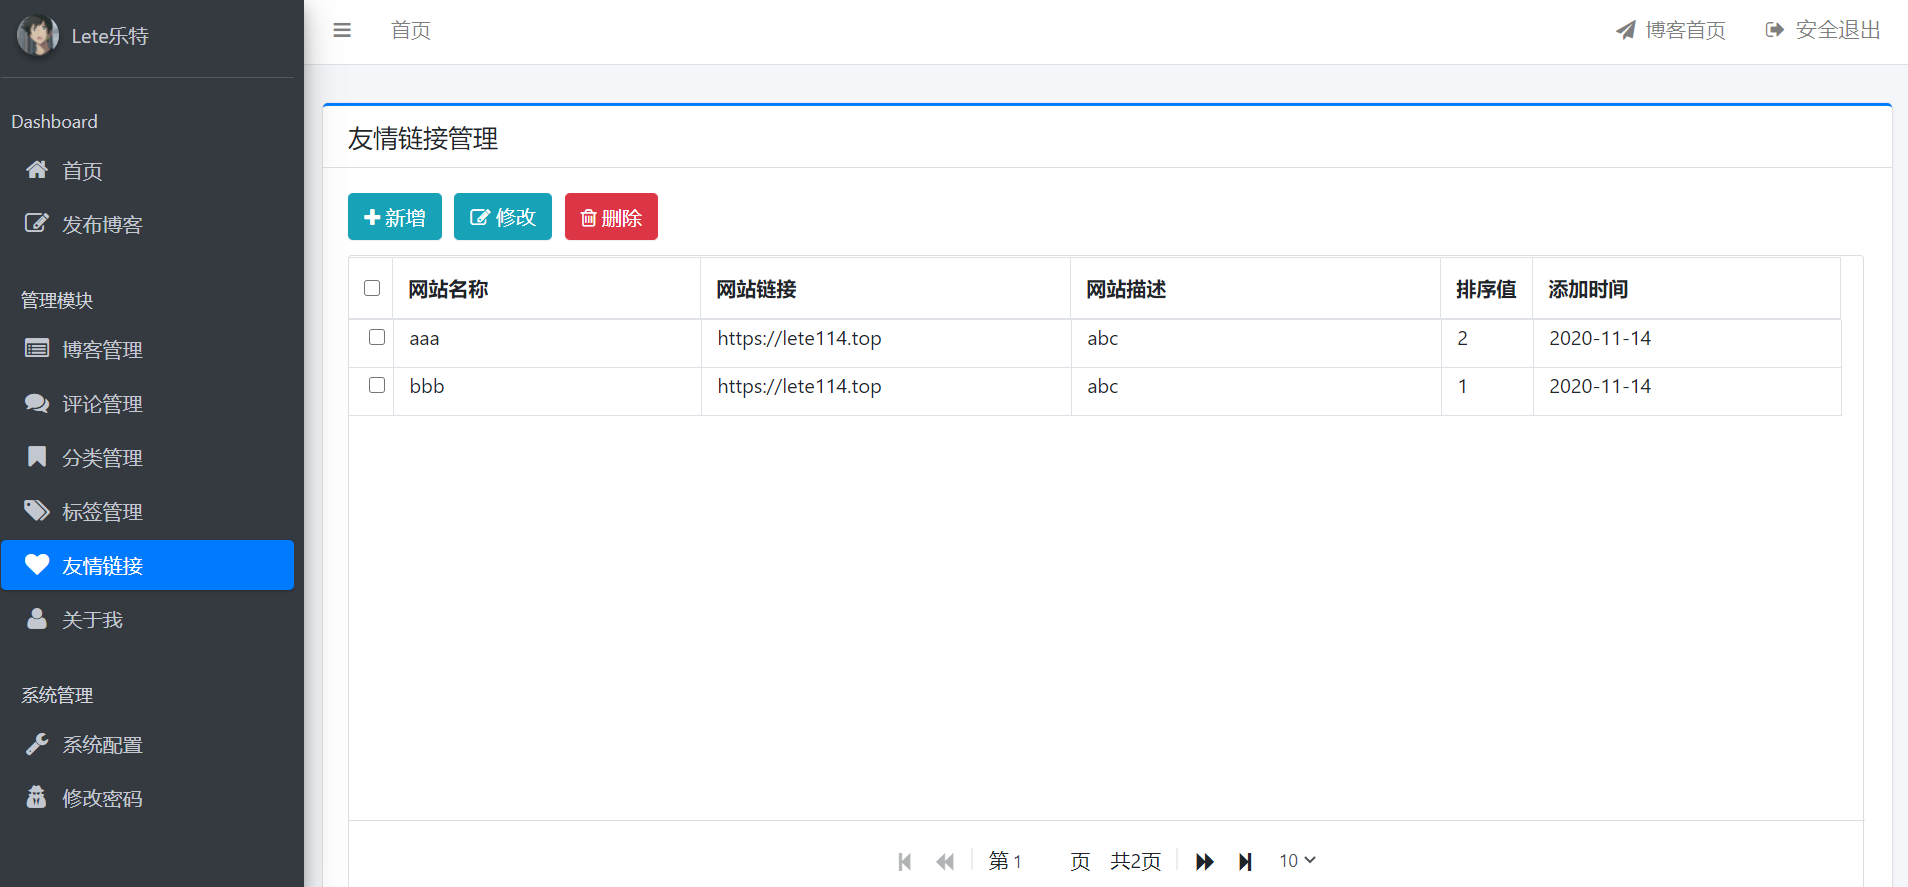 Lete乐特
首页
博客首页
安全退出
Dashboard
首页
发布博客
管理模块
博客管理
评论管理
分类管理
标签管理
友情链接
关于我
系统管理
系统配置
修改密码
友情链接管理
新增 修改 删除
网站名称 网站链接 网站描述 排序值 添加时间
aaa https://lete114.top abc 2 2020-11-14
bbb https://lete114.top abc 1 2020-11-14
第 1 页 共2页 10